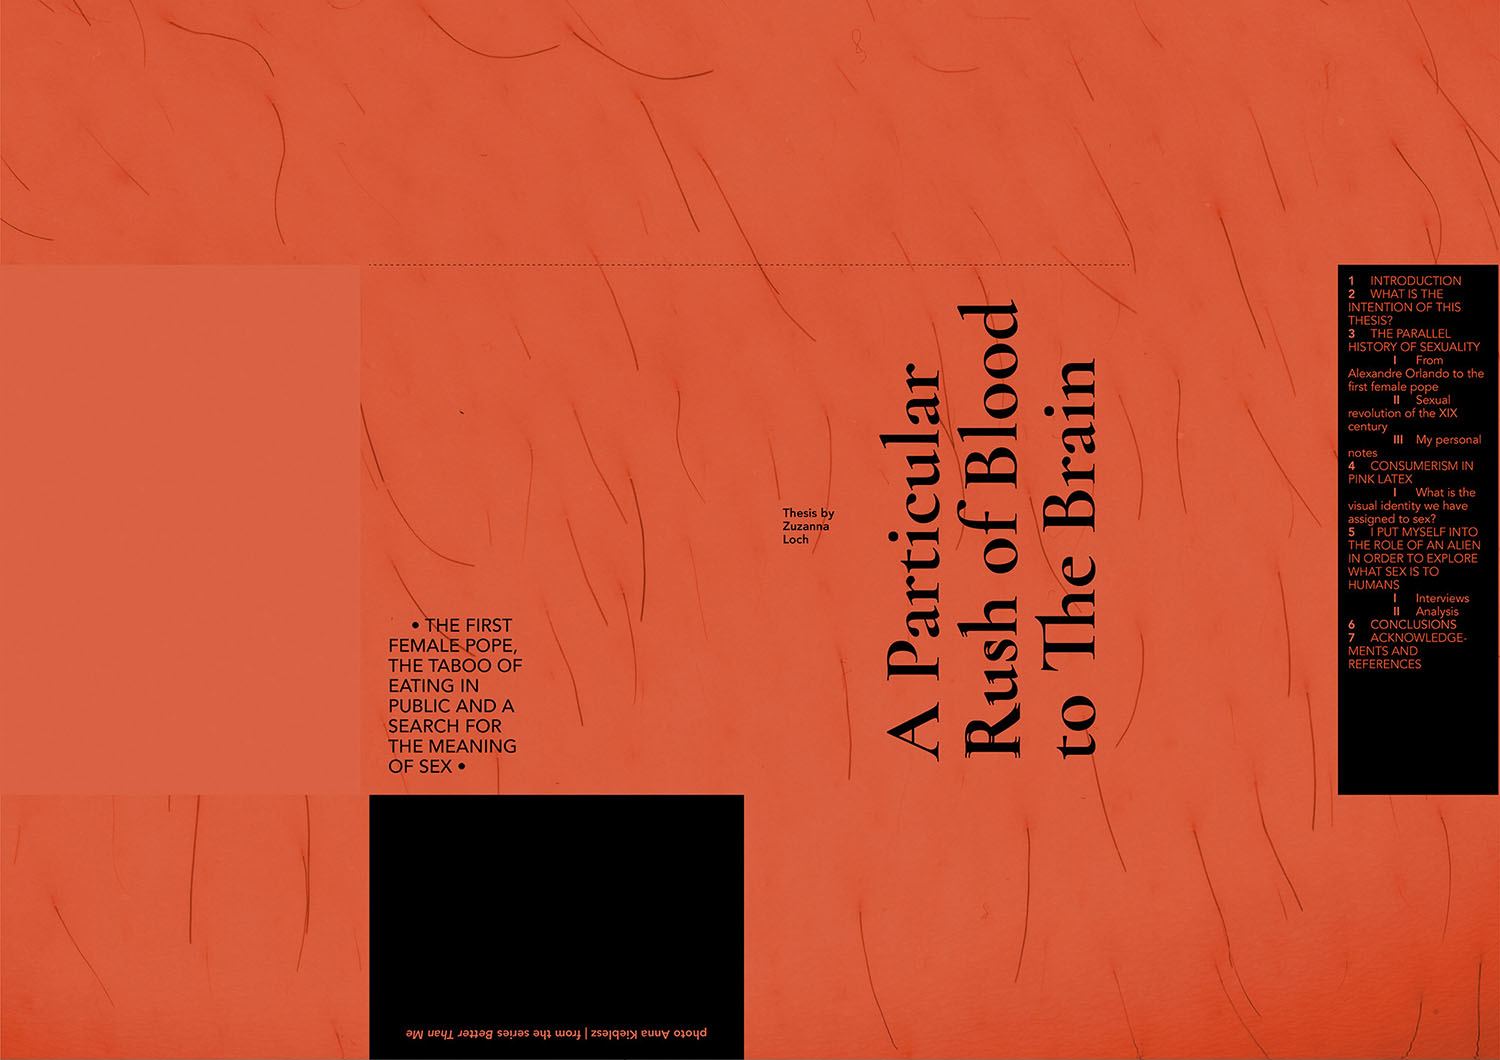 • THE FIRST
FEMALE POPE,
THE TABOO OF
EATING IN
PUBLIC AND A
SEARCH FOR
THE MEANING
OF SEX •
photo Anna Kieblesz | from the series Better Than Me
Thesis by
Zuzanna
Loch
A Particular
Rush of Blood
to The Brain
1 INTRODUCTION
2 WHAT IS THE
INTENTION OF THIS
THESIS?
3 THE PARALLEL
HISTORY OF SEXUALITY
I From
Alexandre Orlando to the
first female pope
II Sexual
revolution of the XIX
century
III My personal
notes
4 CONSUMERISM IN
PINK LATEX
I What is the
visual identity we have
assigned to sex?
5 I PUT MYSELF INTO
THE ROLE OF AN ALIEN
IN ORDER TO EXPLORE
WHAT SEX IS TO
HUMANS
I Interviews
II Analysis
6 CONCLUSIONS
7 ACKNOWLEDGE-
MENTS AND
REFERENCES